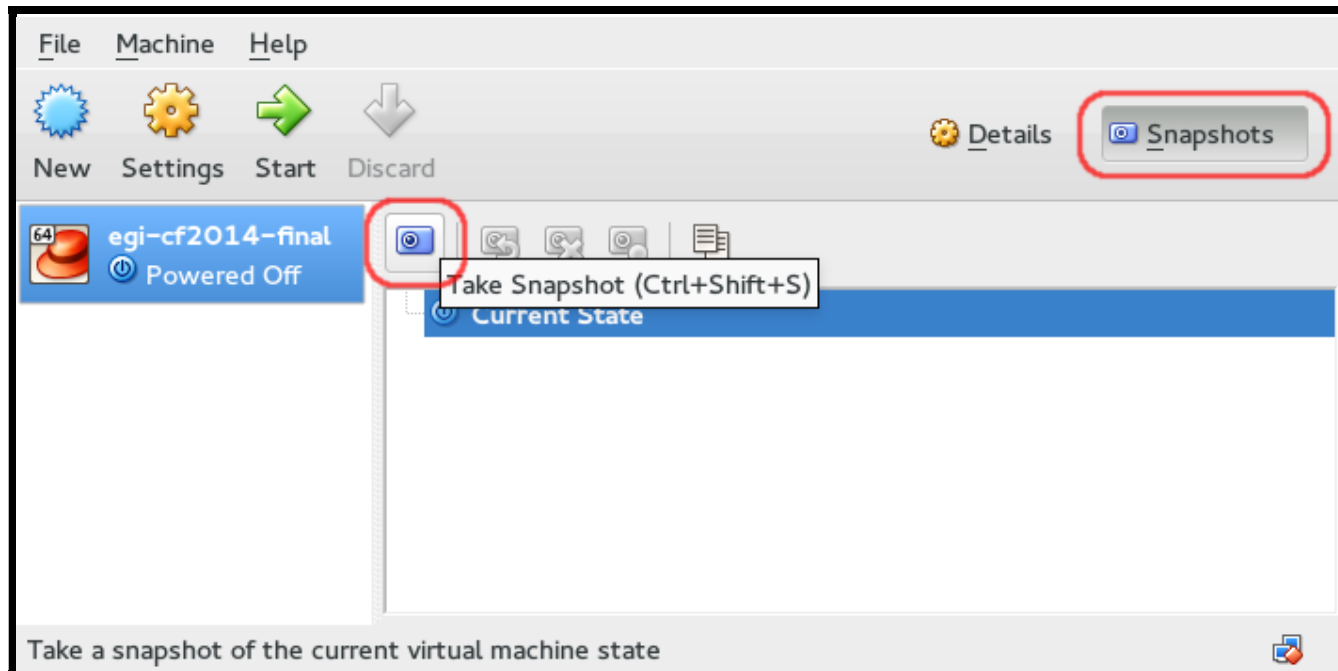 File Machine Help
New Settings Start Discard
Details Snapshots
64 egi-cf2014-final
Powered Off
Take Snapshot (Ctrl+Shift+S)
Current State
Take a snapshot of the current virtual machine state